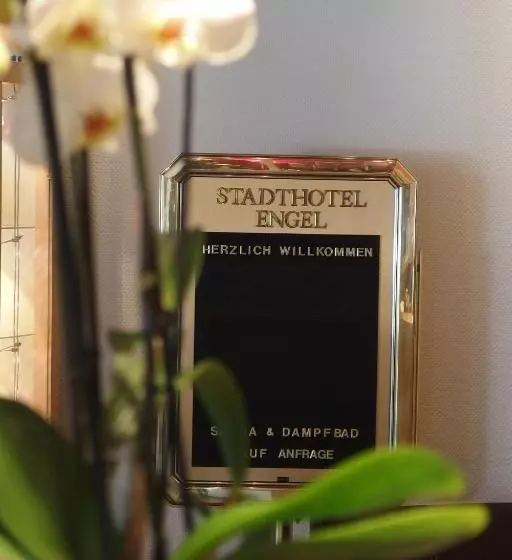 STADTHOTEL
ENGEL
HERZLICH WILLKOMMEN
& DAMPFBAD
ANFRAGE